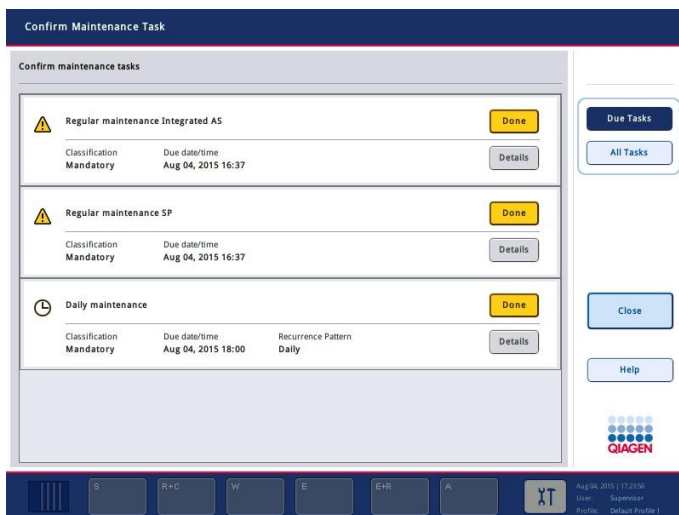 Confirm Maintenance Task
Confirm maintenance tasks
Regular maintenance Integrated AS
Done
Classification Due date/time
Mandatory Aug 04, 2015 16:37
Details
Regular maintenance SP
Done
Classification Due date/time
Mandatory Aug 04, 2015 16:37
Details
Daily maintenance
Done
Classification Due date/time Recurrence Pattern
Mandatory Aug 04, 2015 18:00 Daily
Details
Due Tasks
All Tasks
Close
Help
QIAGEN
S R+C W E E+R A
Aug 04, 2015 | 17:23:56
User: Supervisor
Profile: Default Profile 1